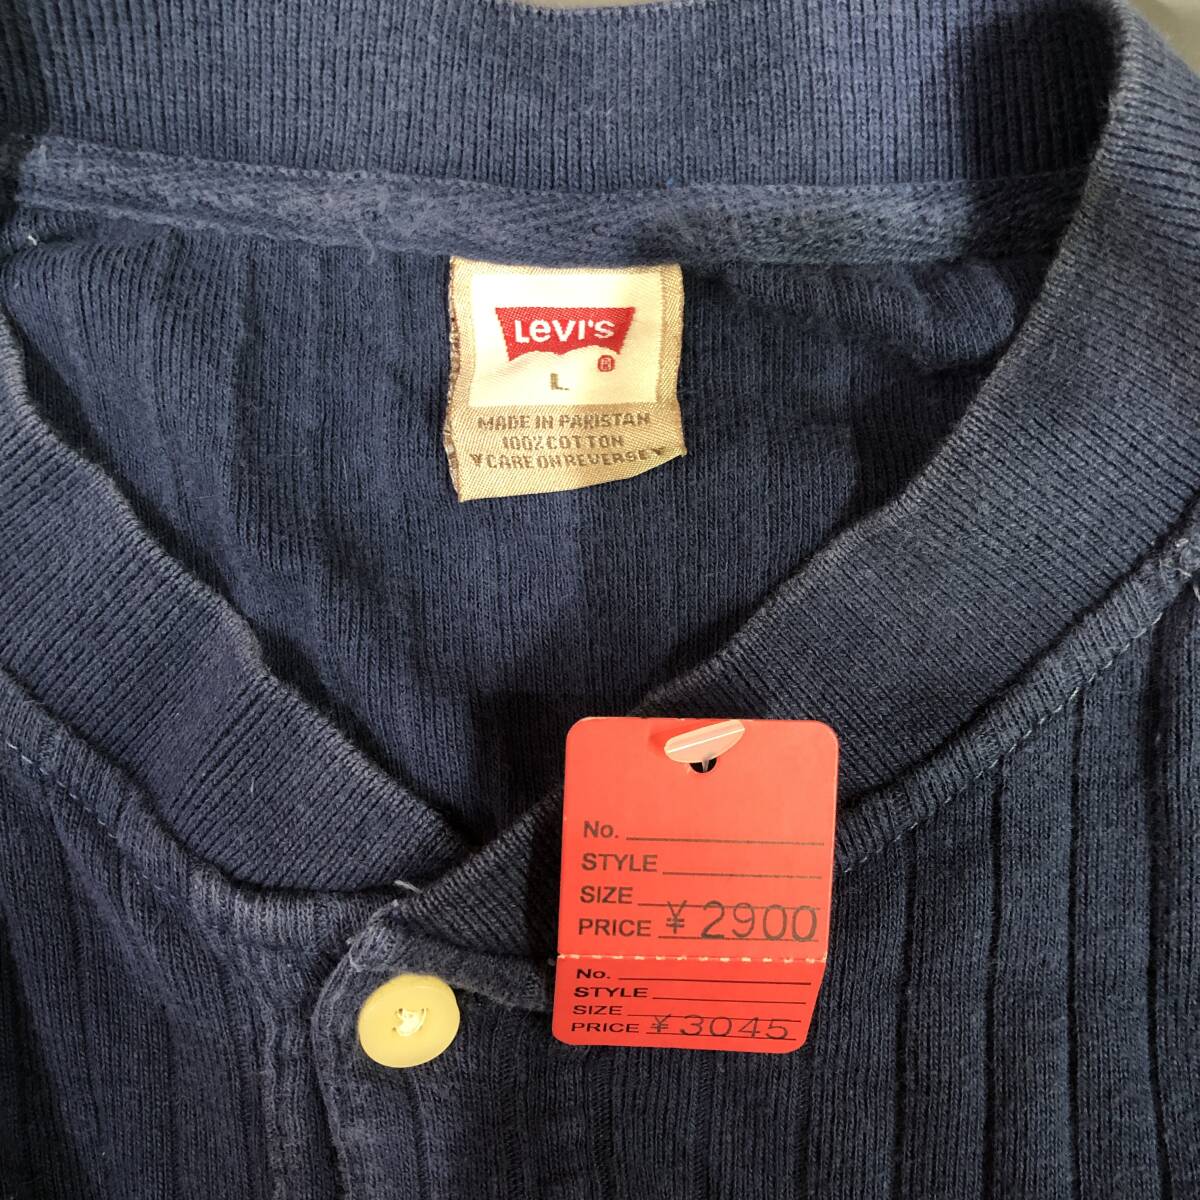 Levi's
®
L
MADE IN PAKISTAN
100% COTTON
▼CARE ON REVERSE▼
No.
STYLE
SIZE
PRICE ¥2900
No.
STYLE
SIZE
PRICE ¥3045